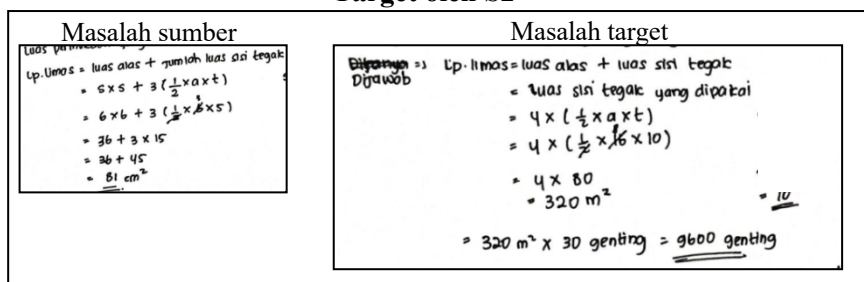 Masalah sumber
Luas
Lp. limas = luas alas + jumlah luas sisi tegak
= s x s + 3 (1/2 x a x t)
= 6 x 6 + 3 (1/2 x 6 x 5)
= 36 + 3 x 15
= 36 + 45
= 81 cm²
Masalah target
Ditanya => Lp. limas = luas alas + luas sisi tegak
Dijawab
= luas sisi tegak yang dipakai
= 4 x (1/2 x a x t)
= 4 x (1/2 x 16 x 10)
= 4 x 80
= 320 m²
= 10
= 320 m² x 30 genting = 9600 genting